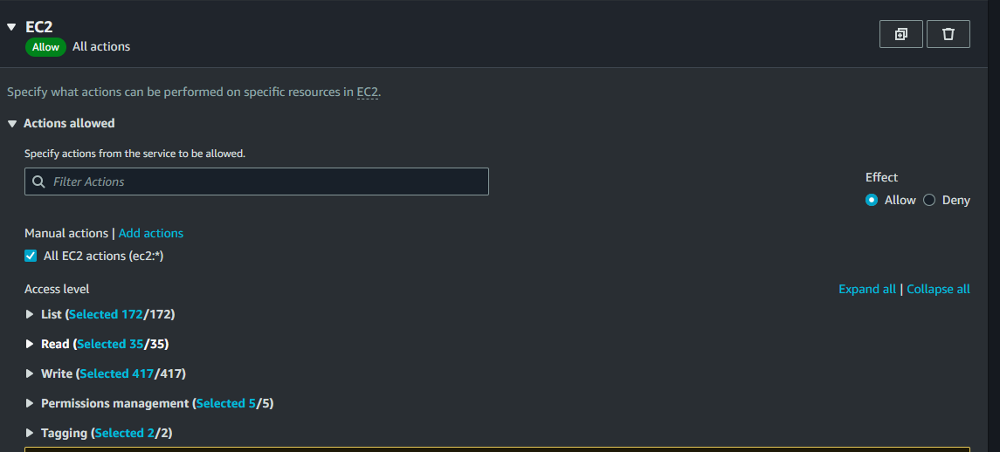 EC2
Allow All actions
Specify what actions can be performed on specific resources in EC2.
Actions allowed
Specify actions from the service to be allowed.
Filter Actions
Effect
Allow Deny
Manual actions | Add actions
All EC2 actions (ec2:*)
Access level
Expand all | Collapse all
List (Selected 172/172)
Read (Selected 35/35)
Write (Selected 417/417)
Permissions management (Selected 5/5)
Tagging (Selected 2/2)